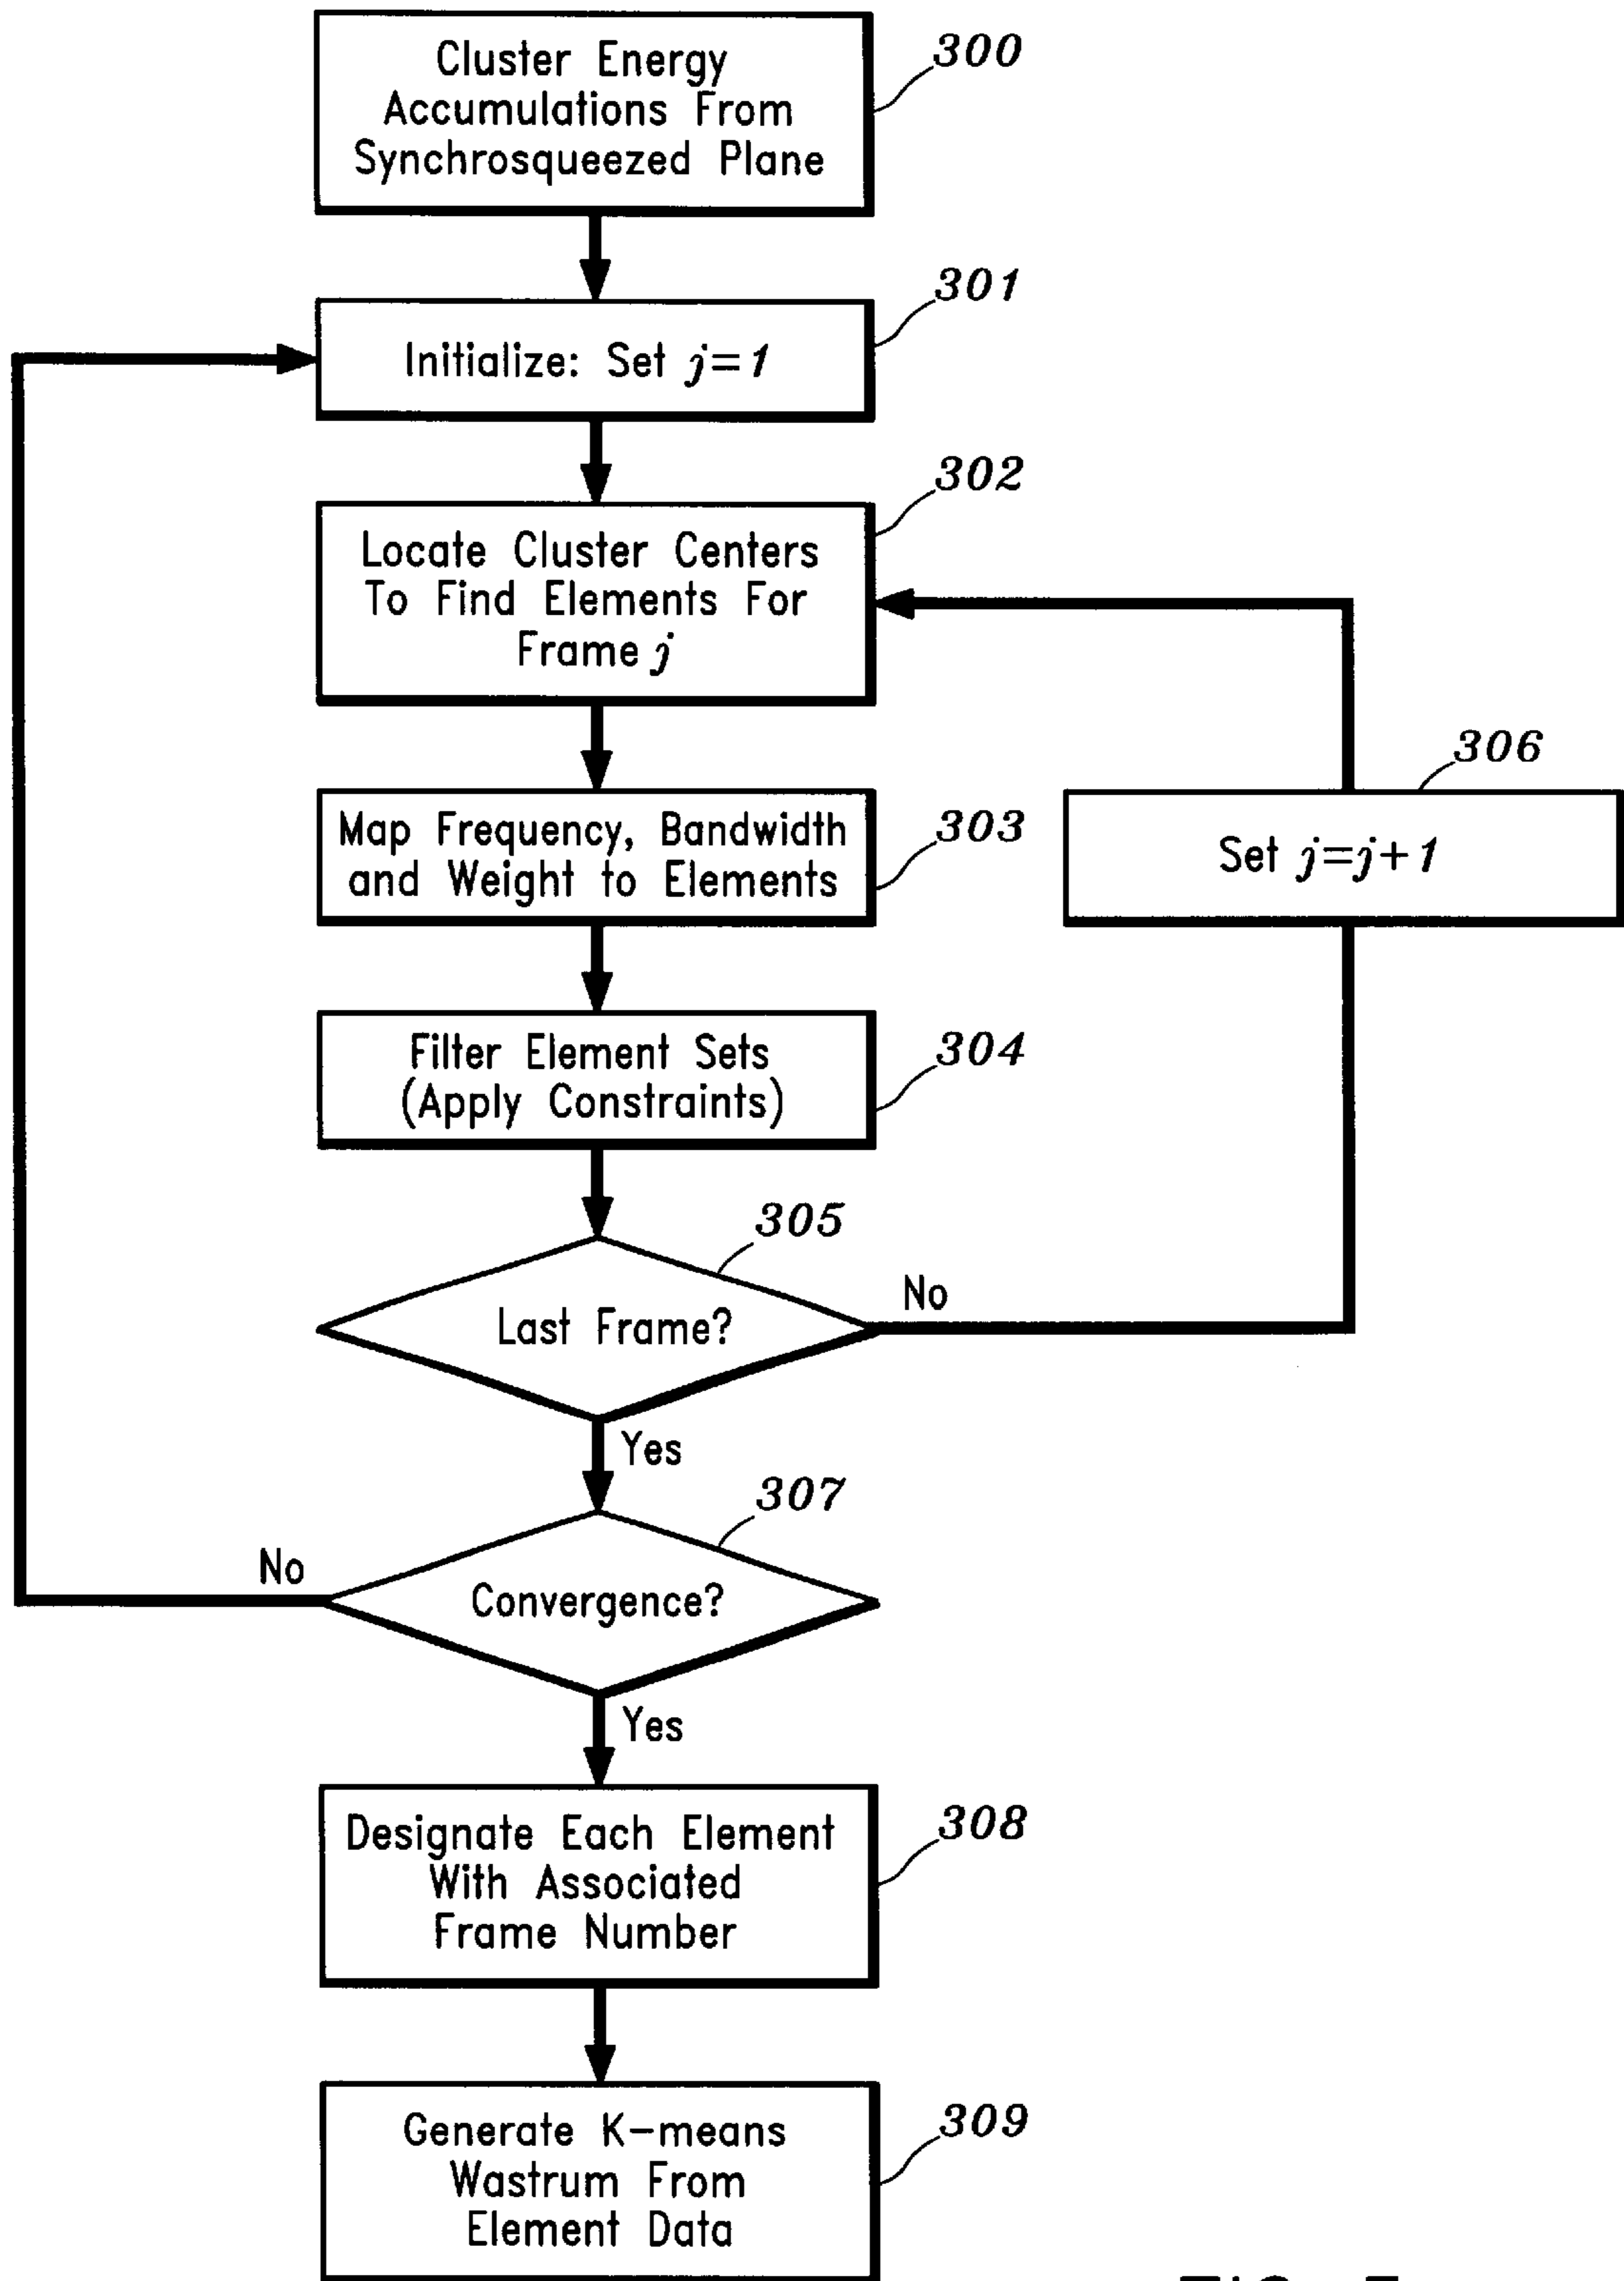 Cluster Energy
Accumulations From
Synchrosqueezed Plane
300
301
Initialize: Set j=1
302
Locate Cluster Centers
To Find Elements For
Frame j
303
Map Frequency, Bandwidth
and Weight to Elements
306
Set j=j+1
304
Filter Element Sets
(Apply Constraints)
305
Last Frame?
No
Yes
307
Convergence?
No
Yes
308
Designate Each Element
With Associated
Frame Number
309
Generate K-means
Wastrum From
Element Data